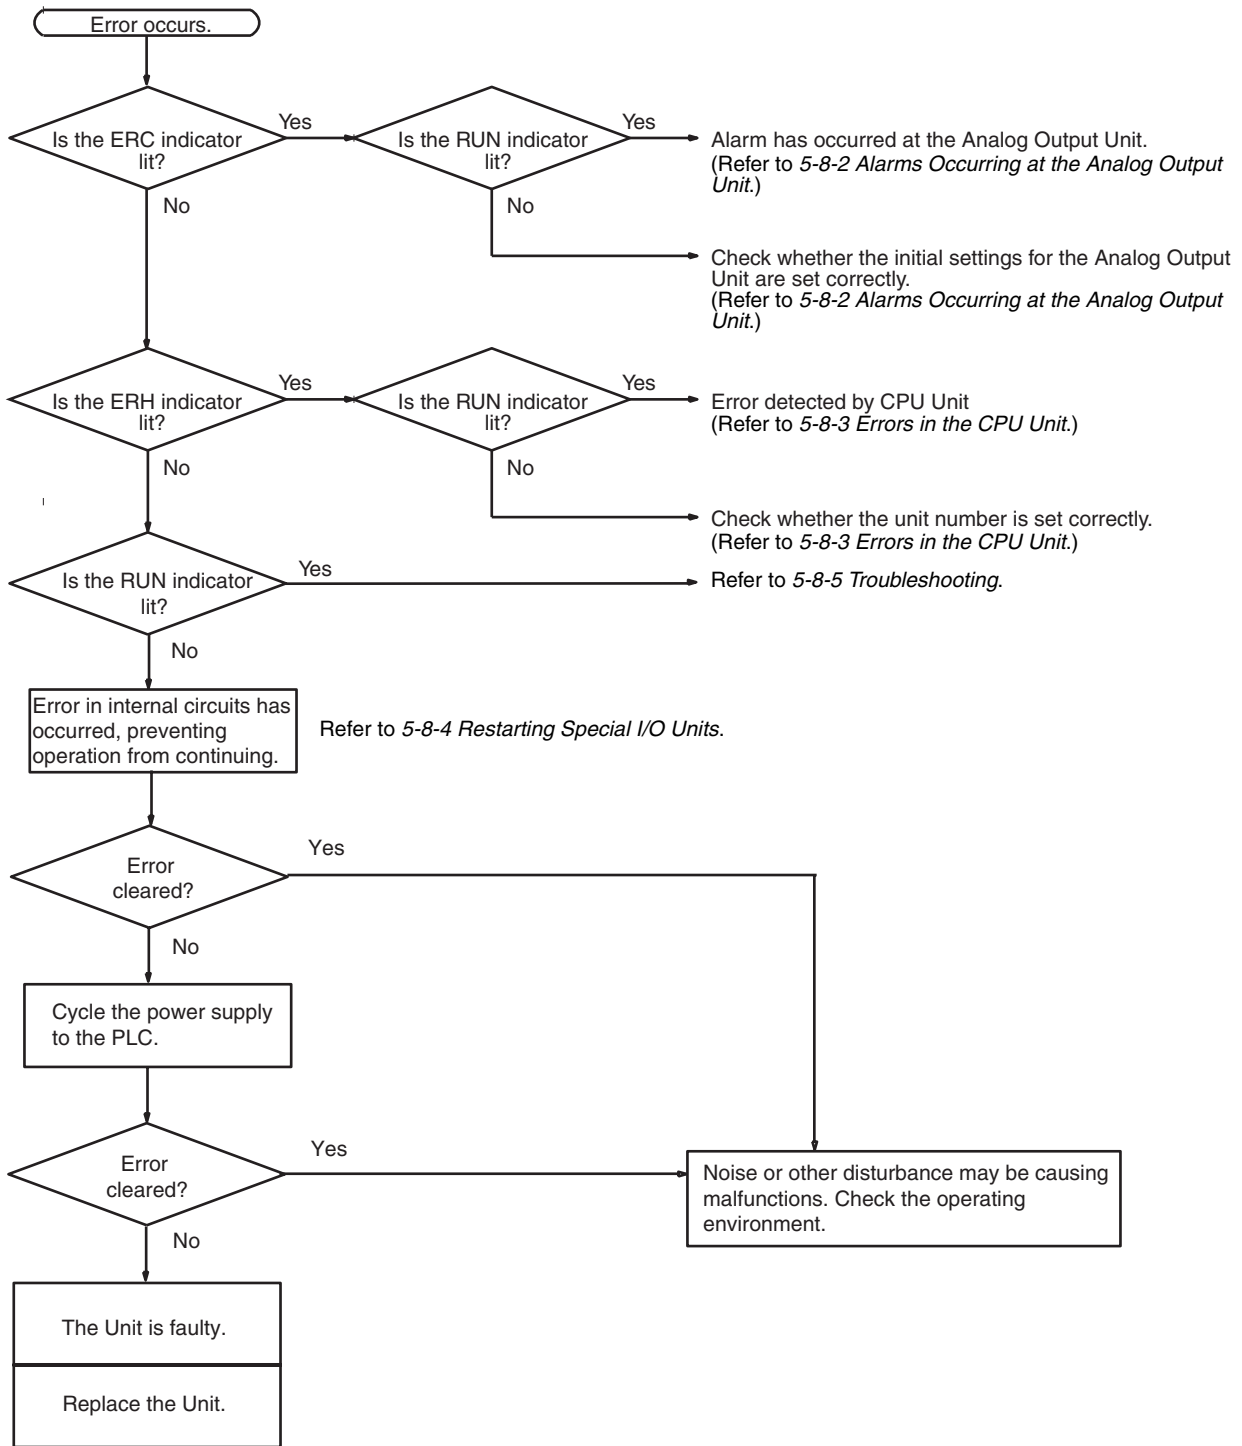 Error occurs.
Is the ERC indicator
lit?
Yes
Is the RUN indicator
lit?
Yes
Alarm has occurred at the Analog Output Unit.
(Refer to 5-8-2 Alarms Occurring at the Analog Output
Unit.)
No
No
Check whether the initial settings for the Analog Output
Unit are set correctly.
(Refer to 5-8-2 Alarms Occurring at the Analog Output
Unit.)
Is the ERH indicator
lit?
Yes
Is the RUN indicator
lit?
Yes
Error detected by CPU Unit
(Refer to 5-8-3 Errors in the CPU Unit.)
No
No
Check whether the unit number is set correctly.
(Refer to 5-8-3 Errors in the CPU Unit.)
Is the RUN indicator
lit?
Yes
Refer to 5-8-5 Troubleshooting.
No
Error in internal circuits has
occurred, preventing
operation from continuing.
Refer to 5-8-4 Restarting Special I/O Units.
Error
cleared?
Yes
No
Cycle the power supply
to the PLC.
Error
cleared?
Yes
Noise or other disturbance may be causing
malfunctions. Check the operating
environment.
No
The Unit is faulty.
Replace the Unit.